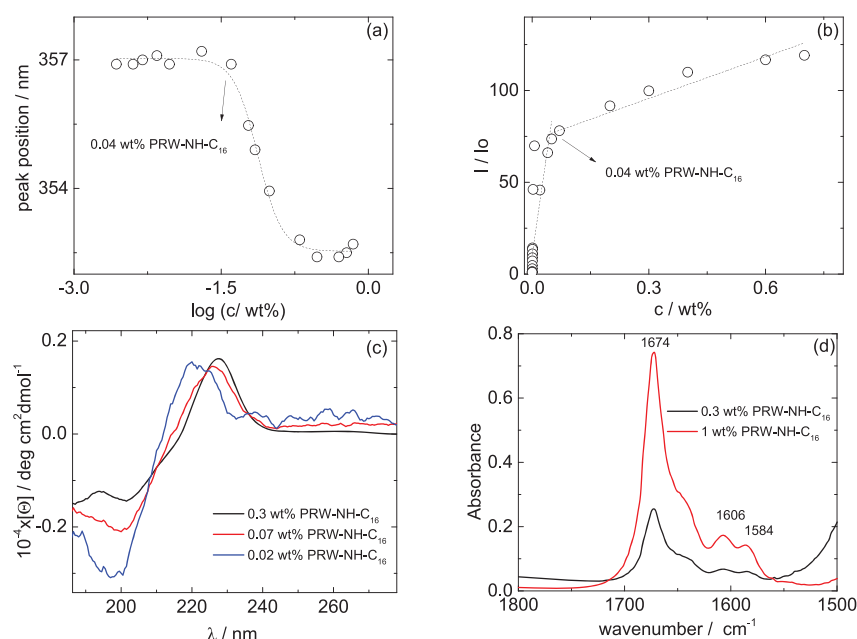 (a)
357
354
peak position / nm
0.04 wt% PRW-NH-C₁₆
-3.0
-1.5
0.0
log (c/ wt%)
(b)
100
50
0
I / Io
0.04 wt% PRW-NH-C₁₆
0.0
0.3
0.6
c / wt%
(c)
0.2
0.0
-0.2
10⁻⁴x[Θ] / deg cm²dmol⁻¹
0.3 wt% PRW-NH-C₁₆
0.07 wt% PRW-NH-C₁₆
0.02 wt% PRW-NH-C₁₆
200
220
240
260
λ / nm
(d)
0.8
0.6
0.4
0.2
0.0
Absorbance
1674
0.3 wt% PRW-NH-C₁₆
1 wt% PRW-NH-C₁₆
1606
1584
1800
1700
1600
1500
wavenumber / cm⁻¹